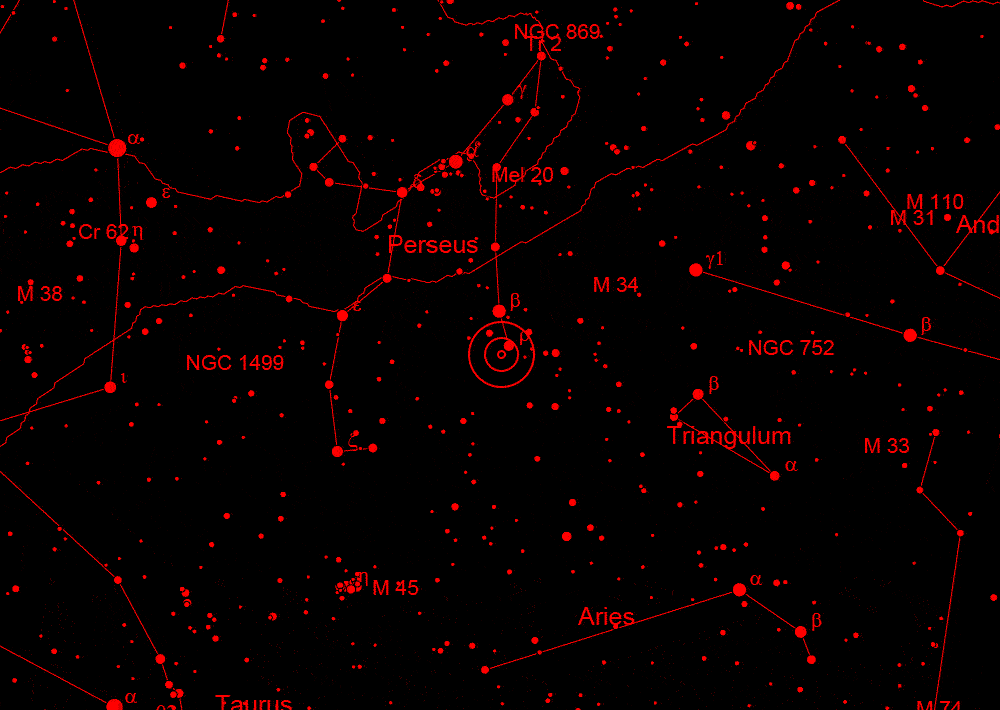 NGC 869
η 2
γ
α
α
δ
Mel 20
ε
M 110
M 31
And
Cr 62
η
Perseus
γ1
M 34
M 38
ε
β
β
ρ
NGC 752
NGC 1499
ι
β
Triangulum
M 33
ζ
α
η
M 45
α
Aries
β
α
Taurus
M 74